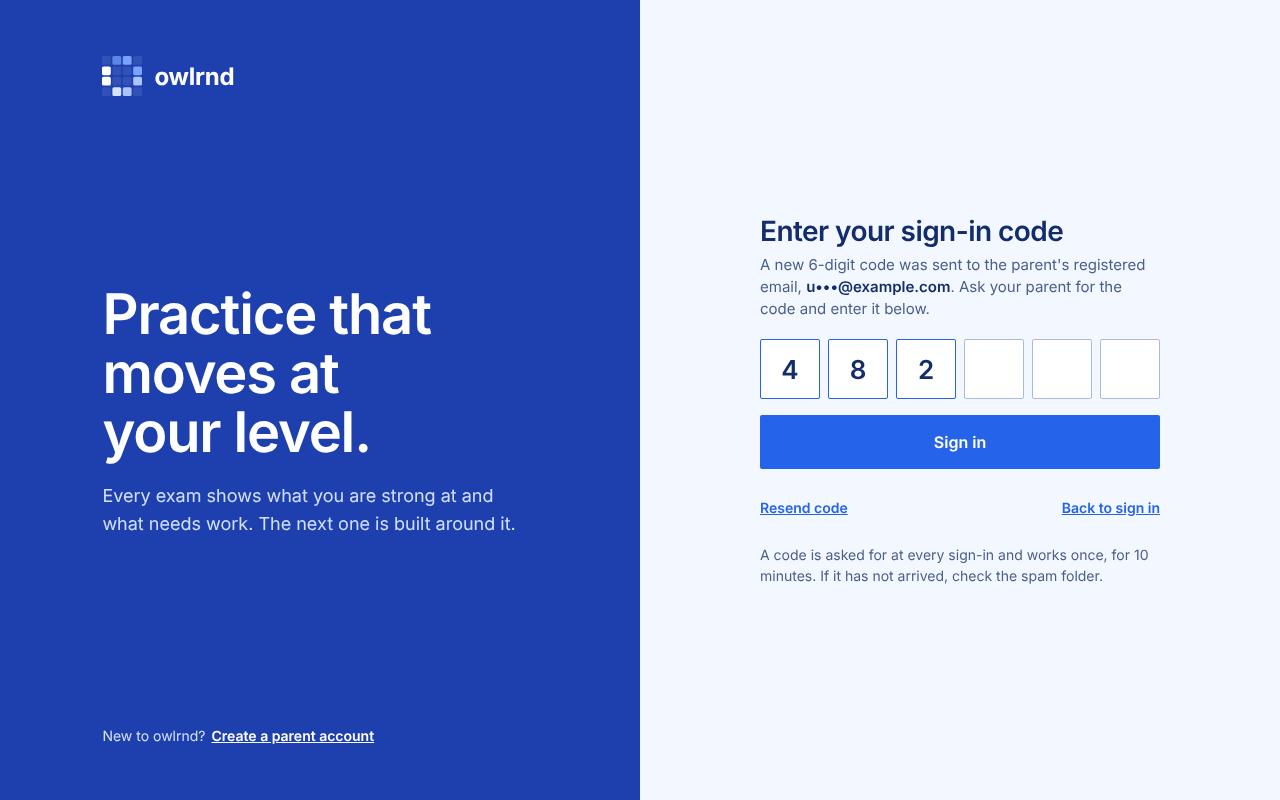 owlrnd
Practice that
moves at
your level.
Every exam shows what you are strong at and
what needs work. The next one is built around it.
New to owlrnd? Create a parent account
Enter your sign-in code
A new 6-digit code was sent to the parent's registered
email, u•••@example.com. Ask your parent for the
code and enter it below.
4 8 2
Sign in
Resend code Back to sign in
A code is asked for at every sign-in and works once, for 10
minutes. If it has not arrived, check the spam folder.